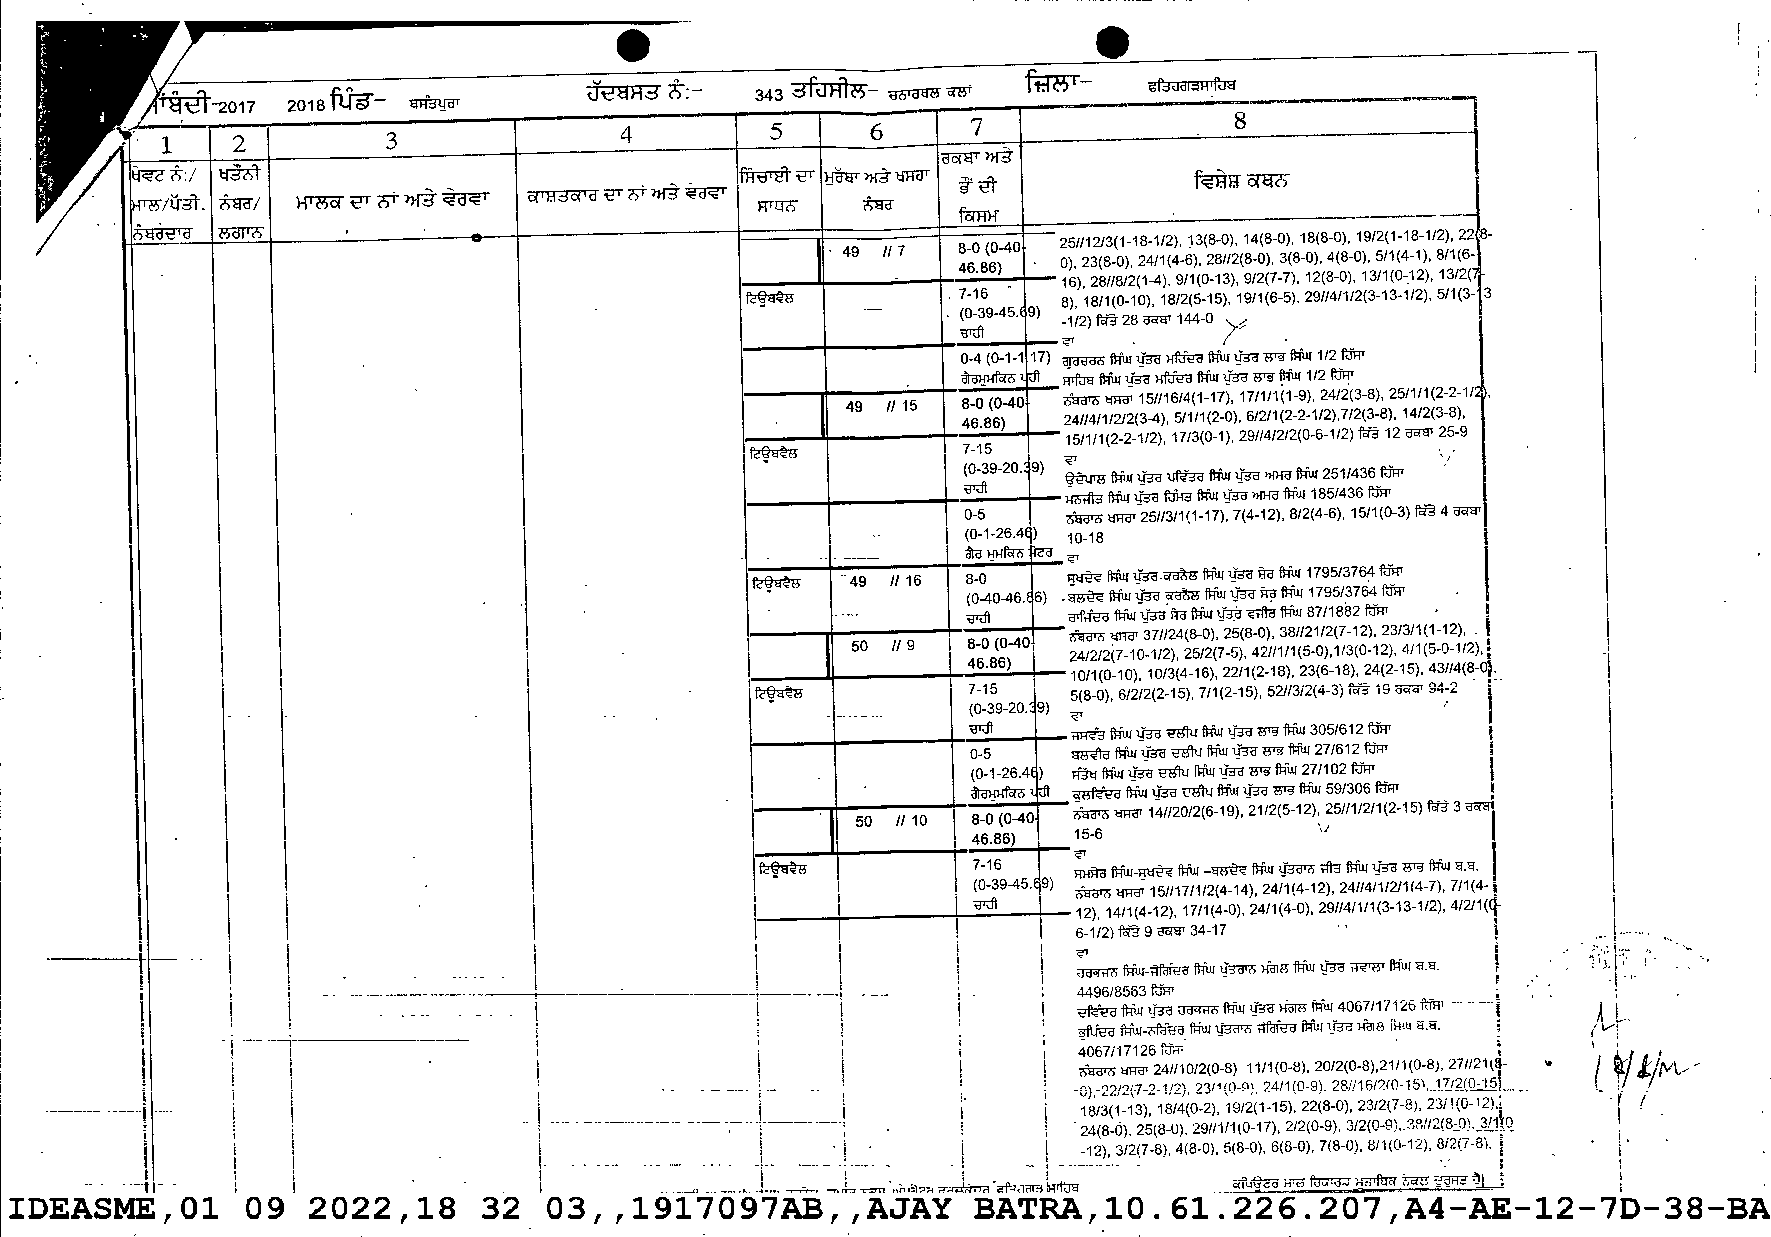 ਬੰਦੀ-2017 2018 ਪਿੰਡ- ਬਸੰਤਪੁਰਾ ਹੱਦਬਸਤ ਨੰ:- 343 ਤਹਿਸੀਲ- ਚਨਾਰਥਲ ਕਲਾਂ ਜ਼ਿਲਾ- ਫਤਿਹਗੜਸਾਹਿਬ
1 2 3 4 5 6 7 8
ਖੇਵਟ ਨੰ:/ ਮਾਲ/ਪੱਤੀ. ਨੰਬਰਦਾਰ
ਖਤੌਨੀ ਨੰਬਰ/ ਲਗਾਨ
ਮਾਲਕ ਦਾ ਨਾਂ ਅਤੇ ਵੇਰਵਾ
ਕਾਸ਼ਤਕਾਰ ਦਾ ਨਾਂ ਅਤੇ ਵੇਰਵਾ
ਸਿੰਚਾਈ ਦਾ ਸਾਧਨ
ਮੁਰੱਬਾ ਅਤੇ ਖਸਰਾ ਨੰਬਰ
ਰਕਬਾ ਅਤੇ ਭੌਂ ਦੀ ਕਿਸਮ
ਵਿਸ਼ੇਸ਼ ਕਥਨ
49 // 7 8-0 (0-40-
46.86)
ਟਿਊਬਵੈਲ 7-16
(0-39-45.69)
ਚਾਹੀ
0-4 (0-1-1.17)
ਗੈਰਮੁਮਕਿਨ ਪਹੀ
49 // 15 8-0 (0-40-
46.86)
ਟਿਊਬਵੈਲ 7-15
(0-39-20.39)
ਚਾਹੀ
0-5
(0-1-26.46)
ਗੈਰ ਮੁਮਕਿਨ ਮੋਟਰ
ਟਿਊਬਵੈਲ 49 // 16 8-0
(0-40-46.86)
ਚਾਹੀ
50 // 9 8-0 (0-40-
46.86)
ਟਿਊਬਵੈਲ 7-15
(0-39-20.39)
ਚਾਹੀ
0-5
(0-1-26.46)
ਗੈਰਮੁਮਕਿਨ ਪਹੀ
50 // 10 8-0 (0-40-
46.86)
ਟਿਊਬਵੈਲ 7-16
(0-39-45.69)
ਚਾਹੀ
25//12/3(1-18-1/2), 13(8-0), 14(8-0), 18(8-0), 19/2(1-18-1/2), 22(8-
0), 23(8-0), 24/1(4-6), 28//2(8-0), 3(8-0), 4(8-0), 5/1(4-1), 8/1(6-
16), 28//8/2(1-4), 9/1(0-13), 9/2(7-7), 12(8-0), 13/1(0-12), 13/2(7-
8), 18/1(0-10), 18/2(5-15), 19/1(6-5), 29//4/1/2(3-13-1/2), 5/1(3-13
-1/2) ਕਿੱਤੇ 28 ਰਕਬਾ 144-0
ਵਾ
ਗੁਰਚਰਨ ਸਿੰਘ ਪੁੱਤਰ ਮਹਿੰਦਰ ਸਿੰਘ ਪੁੱਤਰ ਲਾਭ ਸਿੰਘ 1/2 ਹਿੱਸਾ
ਸਾਹਿਬ ਸਿੰਘ ਪੁੱਤਰ ਮਹਿੰਦਰ ਸਿੰਘ ਪੁੱਤਰ ਲਾਭ ਸਿੰਘ 1/2 ਹਿੱਸਾ
ਨੰਬਰਾਨ ਖਸਰਾ 15//16/4(1-17), 17/1/1(1-9), 24/2(3-8), 25/1/1(2-2-1/2),
24//4/1/2/2(3-4), 5/1/1(2-0), 6/2/1(2-2-1/2),7/2(3-8), 14/2(3-8),
15/1/1(2-2-1/2), 17/3(0-1), 29//4/2/2(0-6-1/2) ਕਿੱਤੇ 12 ਰਕਬਾ 25-9
ਵਾ
ਉਦੇਪਾਲ ਸਿੰਘ ਪੁੱਤਰ ਪਵਿੱਤਰ ਸਿੰਘ ਪੁੱਤਰ ਅਮਰ ਸਿੰਘ 251/436 ਹਿੱਸਾ
ਮਨਜੀਤ ਸਿੰਘ ਪੁੱਤਰ ਹਿੰਮਤ ਸਿੰਘ ਪੁੱਤਰ ਅਮਰ ਸਿੰਘ 185/436 ਹਿੱਸਾ
ਨੰਬਰਾਨ ਖਸਰਾ 25//3/1(1-17), 7(4-12), 8/2(4-6), 15/1(0-3) ਕਿੱਤੇ 4 ਰਕਬਾ
10-18
ਵਾ
ਸੁਖਦੇਵ ਸਿੰਘ ਪੁੱਤਰ ਕਰਨੈਲ ਸਿੰਘ ਪੁੱਤਰ ਸ਼ੇਰ ਸਿੰਘ 1795/3764 ਹਿੱਸਾ
ਬਲਦੇਵ ਸਿੰਘ ਪੁੱਤਰ ਕਰਨੈਲ ਸਿੰਘ ਪੁੱਤਰ ਸ਼ੇਰ ਸਿੰਘ 1795/3764 ਹਿੱਸਾ
ਰਾਜਿੰਦਰ ਸਿੰਘ ਪੁੱਤਰ ਸ਼ੇਰ ਸਿੰਘ ਪੁੱਤਰ ਵਜੀਰ ਸਿੰਘ 87/1882 ਹਿੱਸਾ
ਨੰਬਰਾਨ ਖਸਰਾ 37//24(8-0), 25(8-0), 38//21/2(7-12), 23/3/1(1-12),
24/2/2(7-10-1/2), 25/2(7-5), 42//1/1(5-0),1/3(0-12), 4/1(5-0-1/2),
10/1(0-10), 10/3(4-16), 22/1(2-18), 23(6-18), 24(2-15), 43//4(8-0),
5(8-0), 6/2/2(2-15), 7/1(2-15), 52//3/2(4-3) ਕਿੱਤੇ 19 ਰਕਬਾ 94-2
ਵਾ
ਜਸਵੰਤ ਸਿੰਘ ਪੁੱਤਰ ਦਲੀਪ ਸਿੰਘ ਪੁੱਤਰ ਲਾਭ ਸਿੰਘ 305/612 ਹਿੱਸਾ
ਬਲਵੀਰ ਸਿੰਘ ਪੁੱਤਰ ਦਲੀਪ ਸਿੰਘ ਪੁੱਤਰ ਲਾਭ ਸਿੰਘ 27/612 ਹਿੱਸਾ
ਸੰਤੋਖ ਸਿੰਘ ਪੁੱਤਰ ਦਲੀਪ ਸਿੰਘ ਪੁੱਤਰ ਲਾਭ ਸਿੰਘ 27/102 ਹਿੱਸਾ
ਕੁਲਵਿੰਦਰ ਸਿੰਘ ਪੁੱਤਰ ਦਲੀਪ ਸਿੰਘ ਪੁੱਤਰ ਲਾਭ ਸਿੰਘ 59/306 ਹਿੱਸਾ
ਨੰਬਰਾਨ ਖਸਰਾ 14//20/2(6-19), 21/2(5-12), 25//1/2/1(2-15) ਕਿੱਤੇ 3 ਰਕਬਾ
15-6
ਵਾ
ਸਮਸ਼ੇਰ ਸਿੰਘ-ਸੁਖਦੇਵ ਸਿੰਘ –ਬਲਦੇਵ ਸਿੰਘ ਪੁੱਤਰਾਨ ਜੀਤ ਸਿੰਘ ਪੁੱਤਰ ਲਾਭ ਸਿੰਘ ਬ.ਬ.
ਨੰਬਰਾਨ ਖਸਰਾ 15//17/1/2(4-14), 24/1(4-12), 24//4/1/2/1(4-7), 7/1(4-
12), 14/1(4-12), 17/1(4-0), 24/1(4-0), 29//4/1/1(3-13-1/2), 4/2/1(0-
6-1/2) ਕਿੱਤੇ 9 ਰਕਬਾ 34-17
ਵਾ
ਹਰਭਜਨ ਸਿੰਘ-ਜੋਗਿੰਦਰ ਸਿੰਘ ਪੁੱਤਰਾਨ ਮੰਗਲ ਸਿੰਘ ਪੁੱਤਰ ਜਵਾਲਾ ਸਿੰਘ ਬ.ਬ.
4496/8563 ਹਿੱਸਾ
ਦਵਿੰਦਰ ਸਿੰਘ ਪੁੱਤਰ ਹਰਭਜਨ ਸਿੰਘ ਪੁੱਤਰ ਮੰਗਲ ਸਿੰਘ 4067/17126 ਹਿੱਸਾ
ਭੁਪਿੰਦਰ ਸਿੰਘ-ਨਰਿੰਦਰ ਸਿੰਘ ਪੁੱਤਰਾਨ ਜੋਗਿੰਦਰ ਸਿੰਘ ਪੁੱਤਰ ਮੰਗਲ ਸਿੰਘ ਬ.ਬ.
4067/17126 ਹਿੱਸਾ
ਨੰਬਰਾਨ ਖਸਰਾ 24//10/2(0-8) 11/1(0-8), 20/2(0-8),21/1(0-8), 27//21(8-
-0),-22/2(7-2-1/2), 23/1(0-9), 24/1(0-9), 28//16/2(0-15), 17/2(0-15)
18/3(1-13), 18/4(0-2), 19/2(1-15), 22(8-0), 23/2(7-8), 23/1(0-12),
24(8-0), 25(8-0), 29//1/1(0-17), 2/2(0-9), 3/2(0-9), 38//2(8-0), 3/1(0
-12), 3/2(7-8), 4(8-0), 5(8-0), 6(8-0), 7(8-0), 8/1(0-12), 8/2(7-8),
ਕੰਪਿਊਟਰ ਮਾਲ ਰਿਕਾਰਡ ਮੁਤਾਬਿਕ ਨਕਲ ਦਰੁਸਤ ਹੈ।
IDEASME,01 09 2022,18 32 03,,1917097AB,,AJAY BATRA,10.61.226.207,A4-AE-12-7D-38-BA